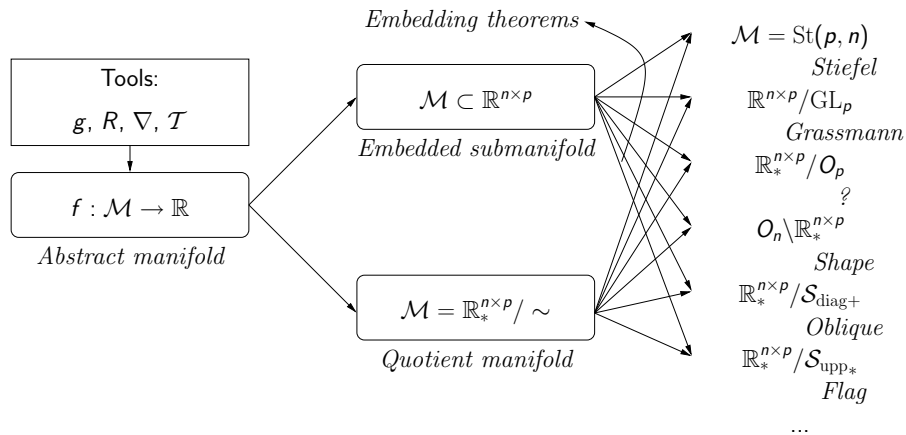 Embedding theorems
Tools:
g, R, ∇, 𝒯
f : ℳ → ℝ
Abstract manifold
ℳ ⊂ ℝ^{n×p}
Embedded submanifold
ℳ = ℝ_*^{n×p}/ ∼
Quotient manifold
ℳ = St(p, n)
Stiefel
ℝ^{n×p}/GL_p
Grassmann
ℝ_*^{n×p}/O_p
?
O_n\ℝ_*^{n×p}
Shape
ℝ_*^{n×p}/𝒮_{diag+}
Oblique
ℝ_*^{n×p}/𝒮_{upp*}
Flag
...